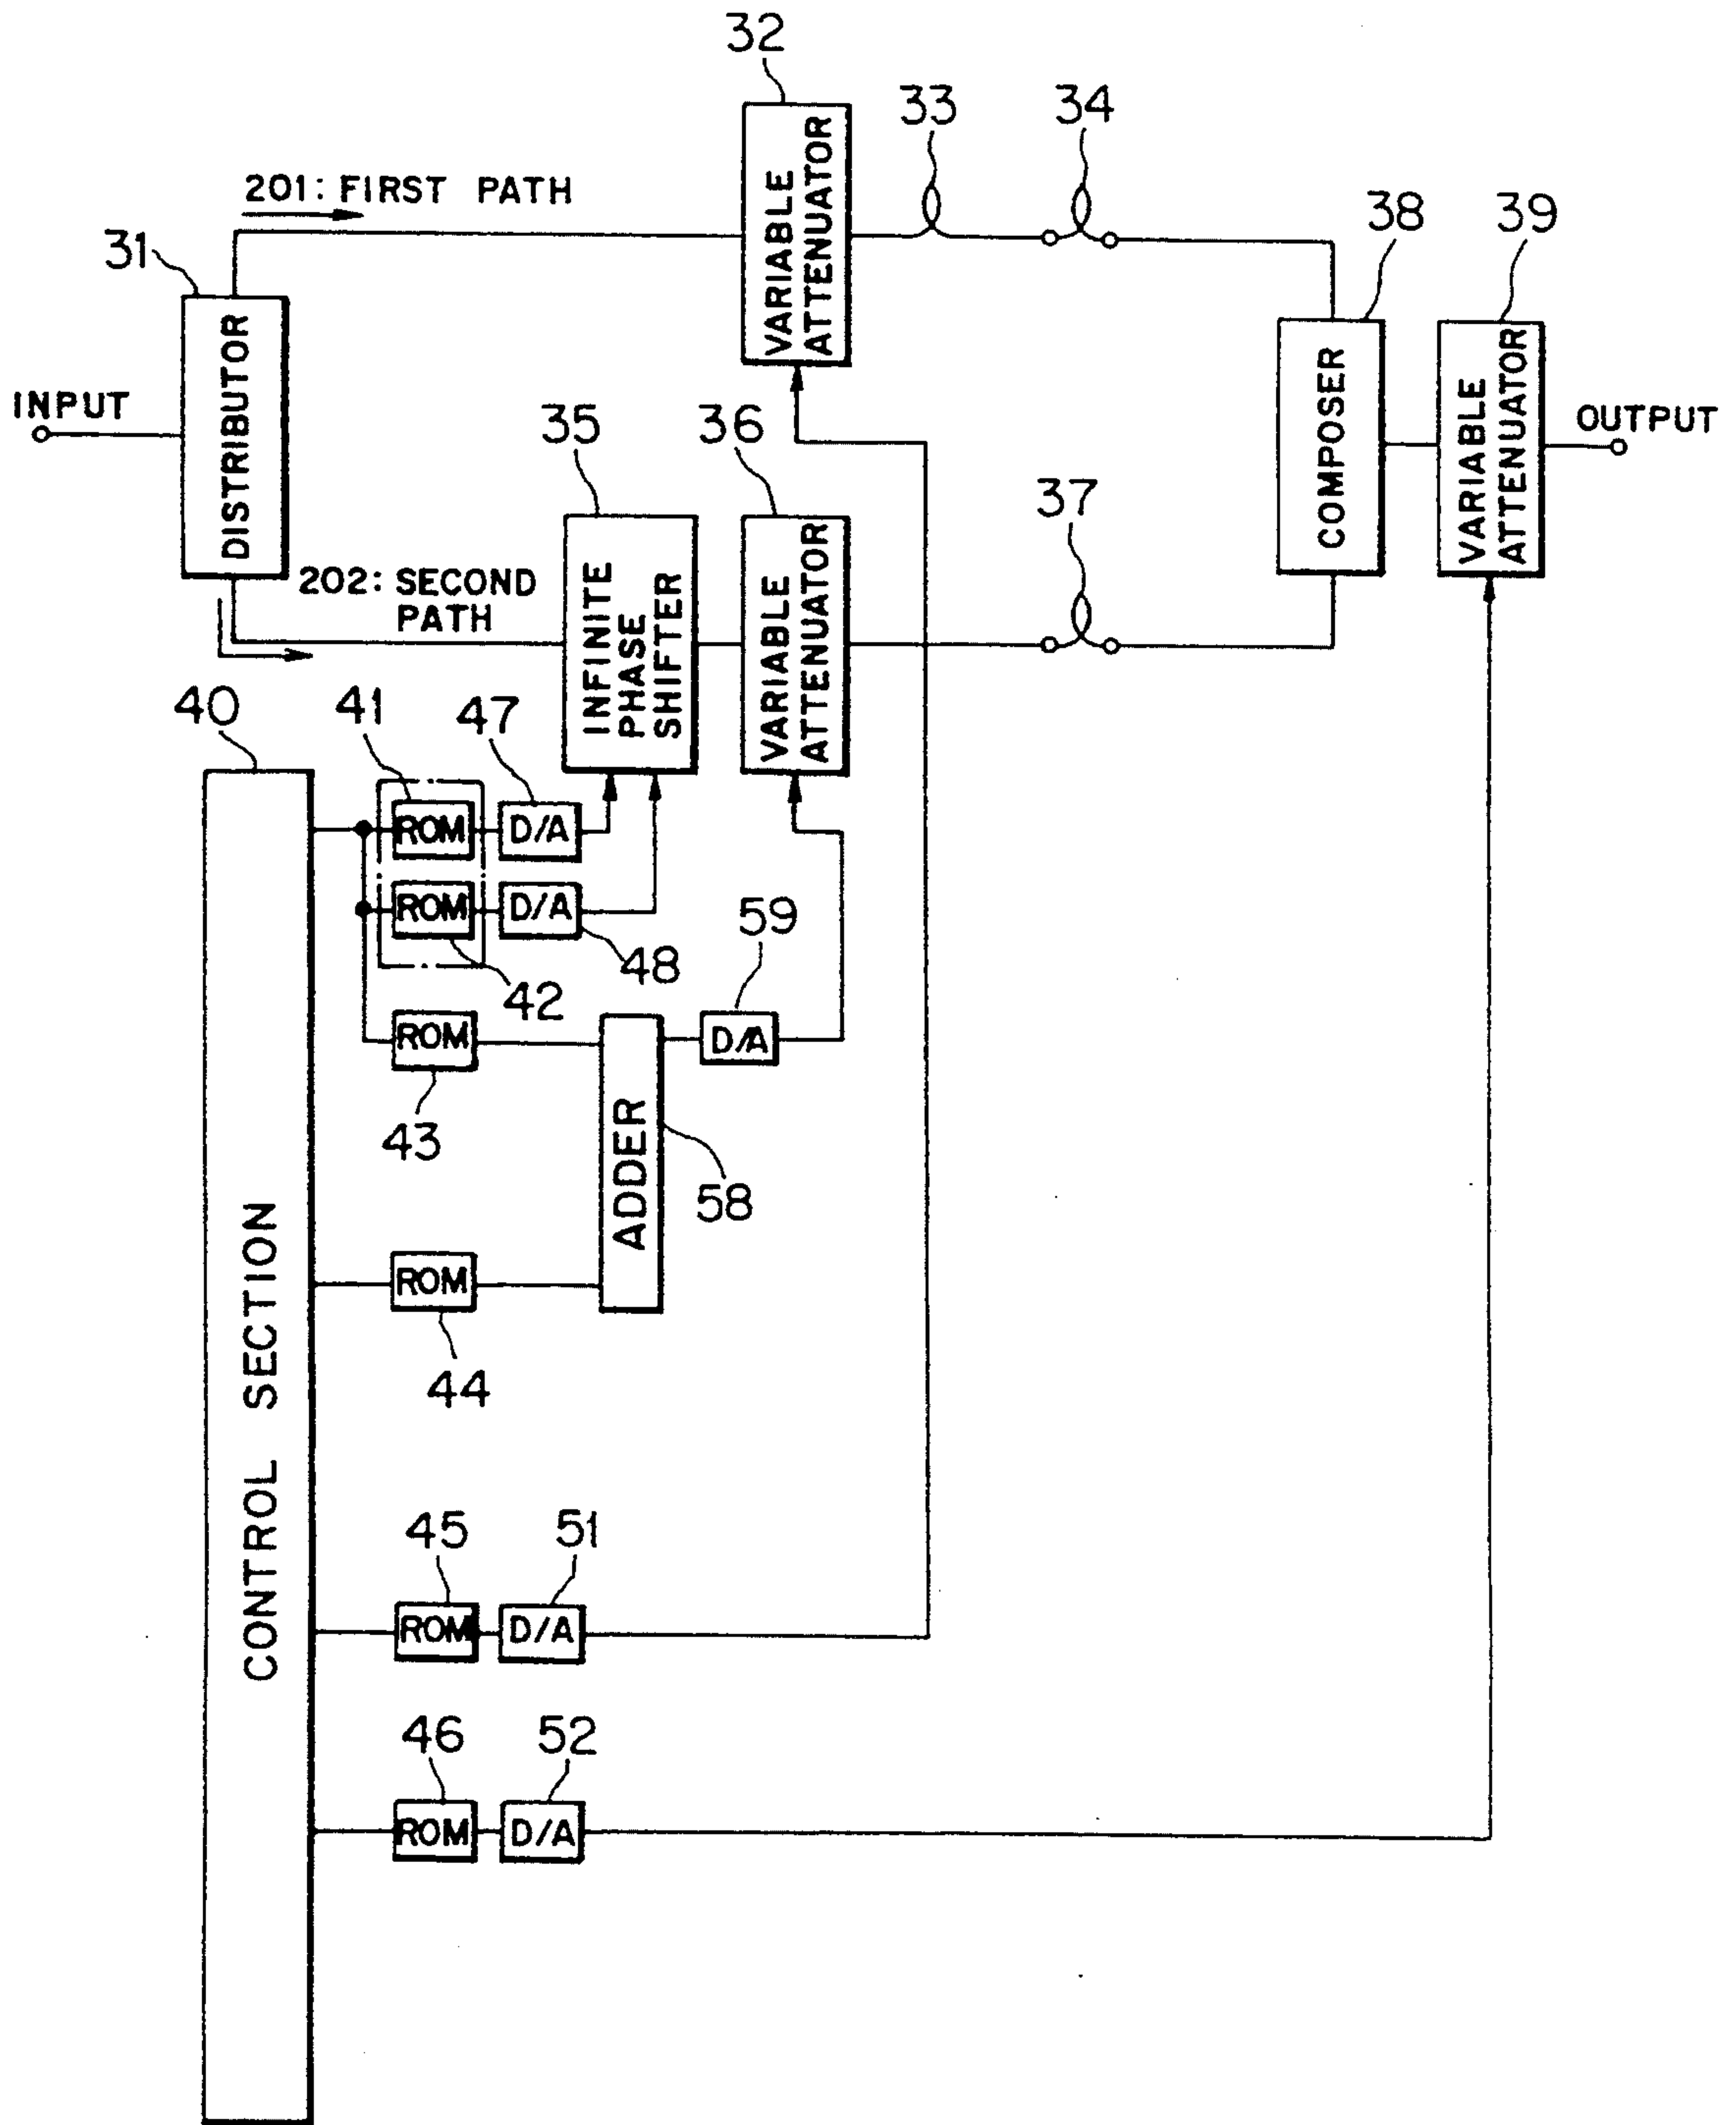 32
33
34
201: FIRST PATH
VARIABLE
ATTENUATOR
38
39
31
DISTRIBUTOR
INPUT
35
36
37
COMPOSER
VARIABLE
ATTENUATOR
OUTPUT
202: SECOND
PATH
INFINITE
PHASE
SHIFTER
VARIABLE
ATTENUATOR
40
41
47
ROM
D/A
ROM
D/A
42
48
59
ROM
D/A
43
ADDER
58
CONTROL SECTION
ROM
44
45
51
ROM
D/A
46
52
ROM
D/A